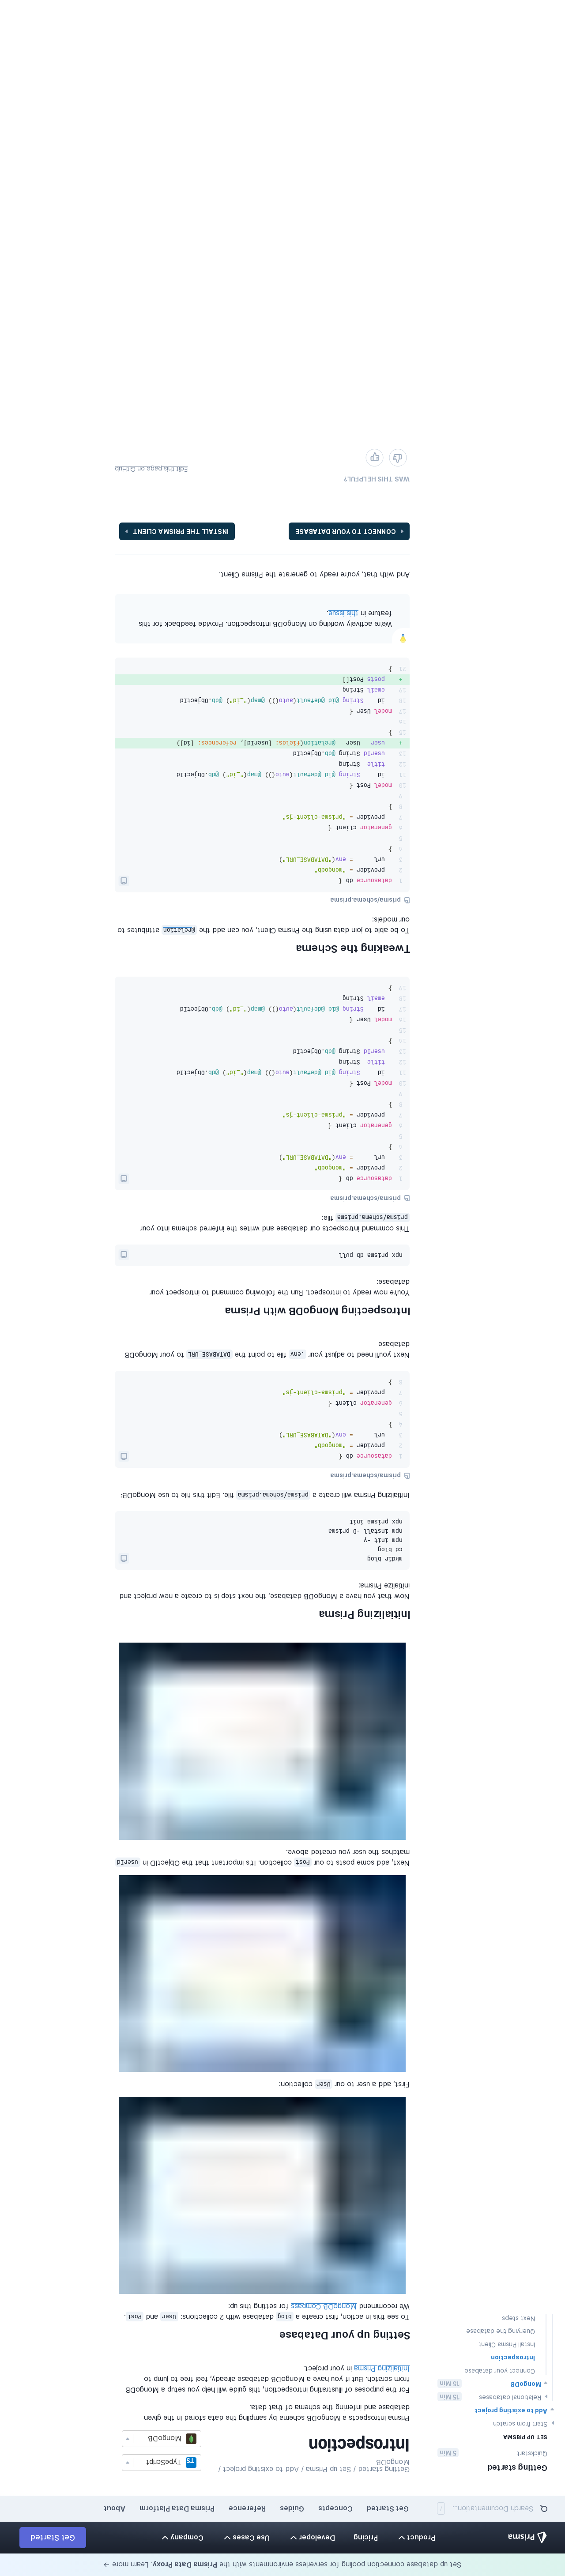 Set up database connection pooling for serverless environments with the Prisma Data Proxy. Learn more →
Prisma
Product
Pricing
Developer
Use Cases
Company
Get Started
Search Documentation... /
Get Started
Concepts
Guides
Reference
Prisma Data Platform
About
Getting started
Quickstart 5 Min
SET UP PRISMA
Start from scratch
Add to existing project
Relational databases 15 Min
MongoDB 15 Min
Connect your database
Introspection
Install Prisma Client
Querying the database
Next steps
Getting started / Set up Prisma / Add to existing project /
MongoDB
Introspection
TypeScript
MongoDB
Prisma introspects a MongoDB schema by sampling the data stored in the given
database and inferring the schema of that data.
For the purposes of illustrating introspection, this guide will help you setup a MongoDB
from scratch. But if you have a MongoDB database already, feel free to jump to
Initializing Prisma in your project.
Setting up your Database
To see this in action, first create a blog database with 2 collections: User and Post.
We recommend MongoDB Compass for setting this up:
First, add a user to our User collection:
Next, add some posts to our Post collection. It's important that the ObjectID in userId
matches the user you created above.
Initializing Prisma
Now that you have a MongoDB database, the next step is to create a new project and
initialize Prisma:
mkdir blog
cd blog
npm init -y
npm install -D prisma
npx prisma init
Initializing Prisma will create a prisma/schema.prisma file. Edit this file to use MongoDB:
prisma/schema.prisma
1 datasource db {
2 provider = "mongodb"
3 url = env("DATABASE_URL")
4 }
5
6 generator client {
7 provider = "prisma-client-js"
8 }
Next you'll need to adjust your .env file to point the DATABASE_URL to your MongoDB
database
Introspecting MongoDB with Prisma
You're now ready to introspect. Run the following command to introspect your
database:
npx prisma db pull
This command introspects our database and writes the inferred schema into your
prisma/schema.prisma file:
prisma/schema.prisma
1 datasource db {
2 provider = "mongodb"
3 url = env("DATABASE_URL")
4 }
5
6 generator client {
7 provider = "prisma-client-js"
8 }
9
10 model Post {
11 id String @id @default(auto()) @map("_id") @db.ObjectId
12 title String
13 userId String @db.ObjectId
14 }
15
16 model User {
17 id String @id @default(auto()) @map("_id") @db.ObjectId
18 email String
19 }
Tweaking the Schema
To be able to join data using the Prisma Client, you can add the @relation attributes to
our models:
prisma/schema.prisma
1 datasource db {
2 provider = "mongodb"
3 url = env("DATABASE_URL")
4 }
5
6 generator client {
7 provider = "prisma-client-js"
8 }
9
10 model Post {
11 id String @id @default(auto()) @map("_id") @db.ObjectId
12 title String
13 userId String @db.ObjectId
+ user User @relation(fields: [userId], references: [id])
15 }
16
17 model User {
18 id String @id @default(auto()) @map("_id") @db.ObjectId
19 email String
+ posts Post[]
21 }
We're actively working on MongoDB introspection. Provide feedback for this
feature in this issue.
And with that, you're ready to generate the Prisma Client.
CONNECT TO YOUR DATABASE
INSTALL THE PRISMA CLIENT
WAS THIS HELPFUL?
Edit this page on GitHub